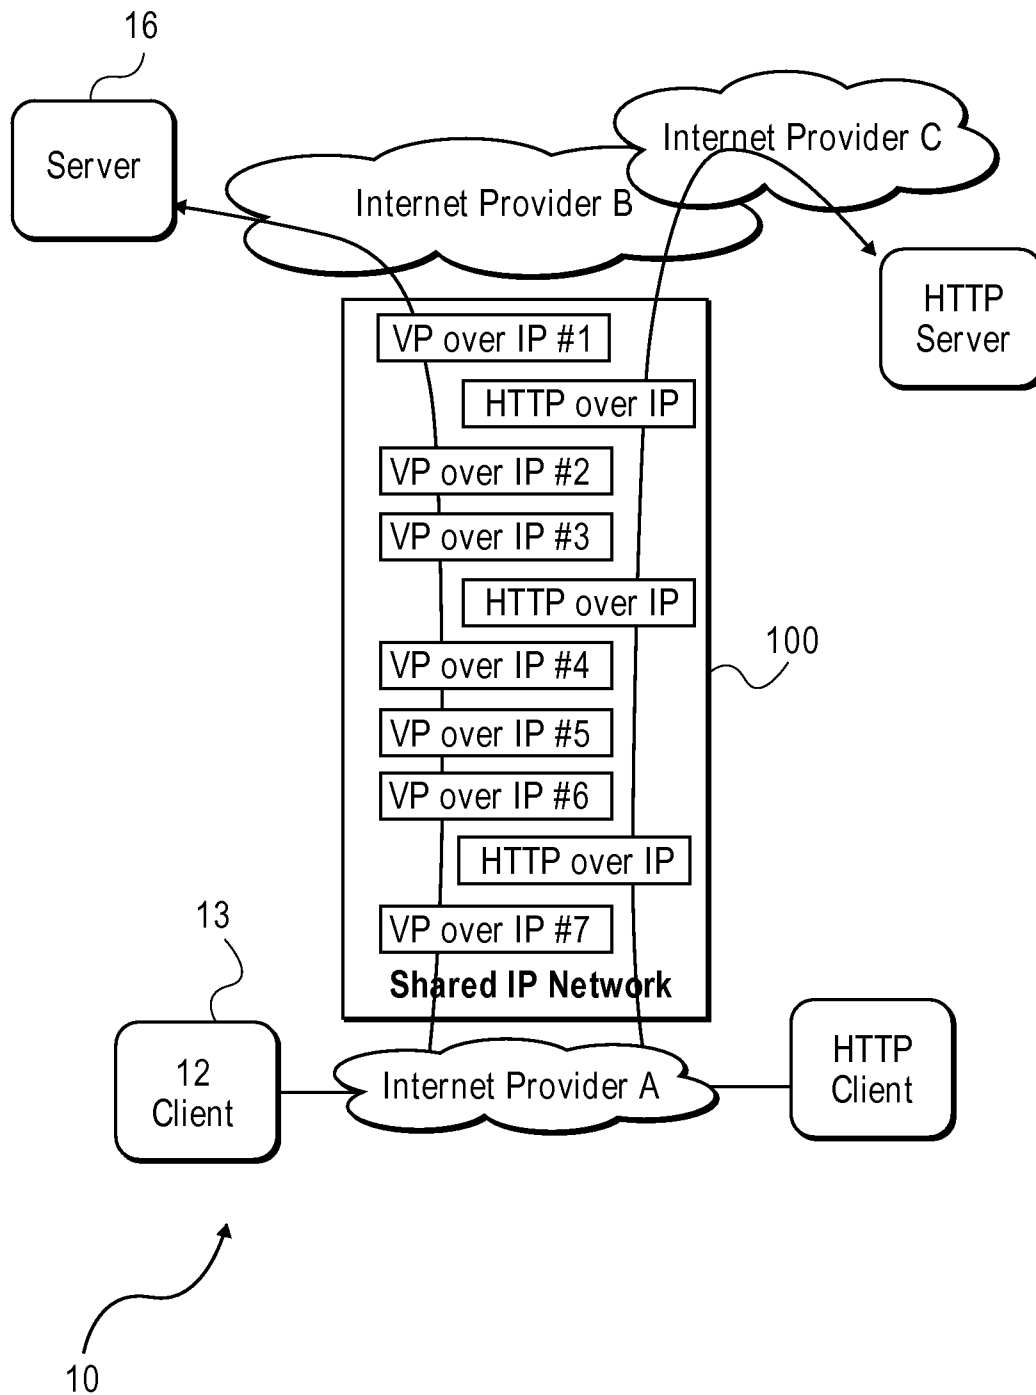 16
Server
Internet Provider C
Internet Provider B
HTTP
Server
VP over IP #1
HTTP over IP
VP over IP #2
VP over IP #3
HTTP over IP
100
VP over IP #4
VP over IP #5
VP over IP #6
HTTP over IP
13
VP over IP #7
Shared IP Network
12
Client
Internet Provider A
HTTP
Client
10